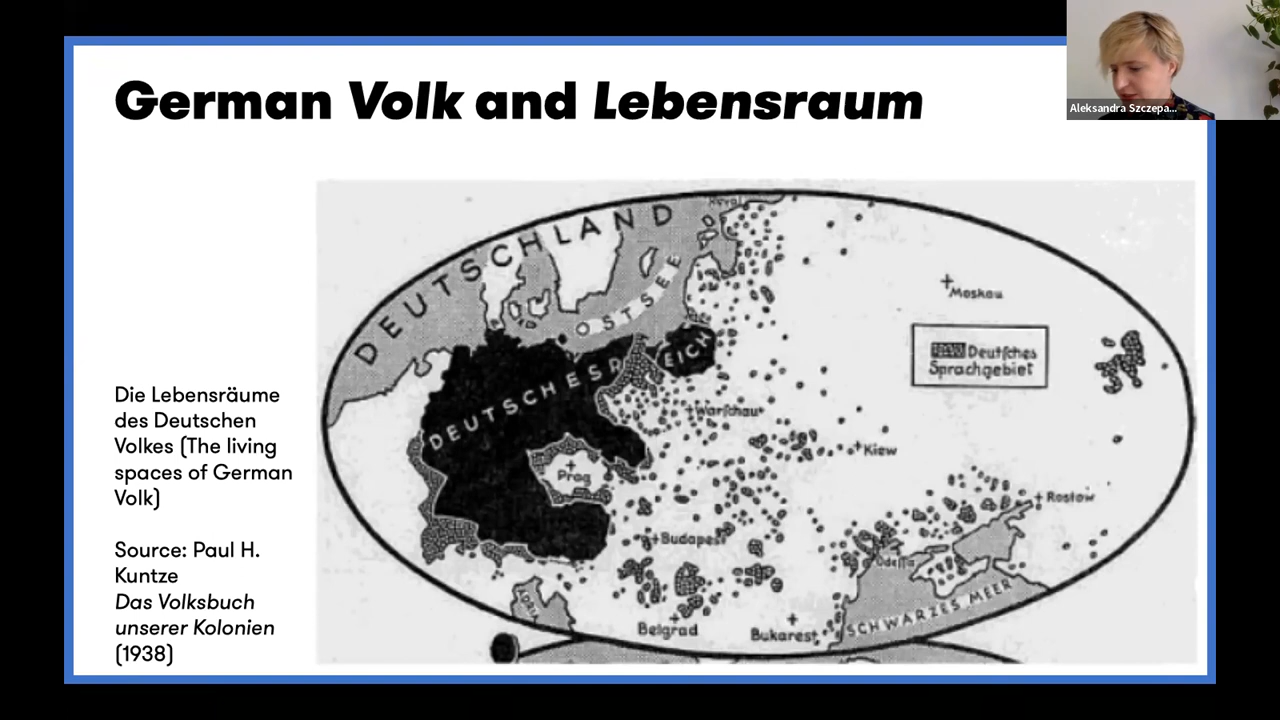 German Volk and Lebensraum
Aleksandra Szczepa...
Die Lebensräume
des Deutschen
Volkes (The living
spaces of German
Volk)
Source: Paul H.
Kuntze
Das Volksbuch
unserer Kolonien
(1938)
DEUTSCHLAND
Reval
OSTSEE
Moskau
Deutsches
Sprachgebiet
DEUTSCHES REICH
Warschau
Prag
Kiew
Rostow
Budapest
Odessa
ADRIA
SCHWARZES MEER
Belgrad
Bukarest